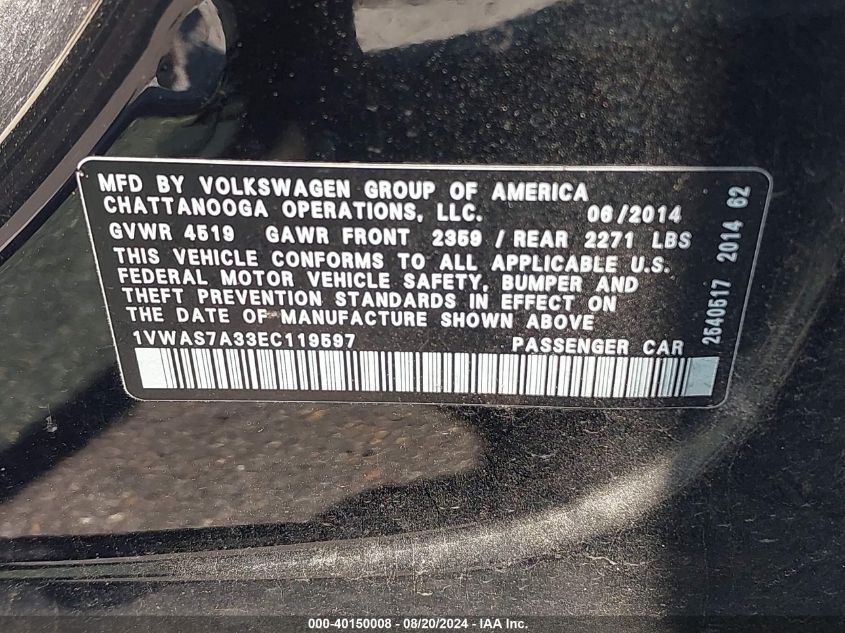 MFD BY VOLKSWAGEN GROUP OF AMERICA
CHATTANOOGA OPERATIONS, LLC. 06/2014
GVWR 4519 GAWR FRONT 2359 / REAR 2271 LBS
THIS VEHICLE CONFORMS TO ALL APPLICABLE U.S.
FEDERAL MOTOR VEHICLE SAFETY, BUMPER AND
THEFT PREVENTION STANDARDS IN EFFECT ON
THE DATE OF MANUFACTURE SHOWN ABOVE
1VWAS7A33EC119597 PASSENGER CAR
2540517 2014 62
000-40150008 - 08/20/2024 - IAA Inc.